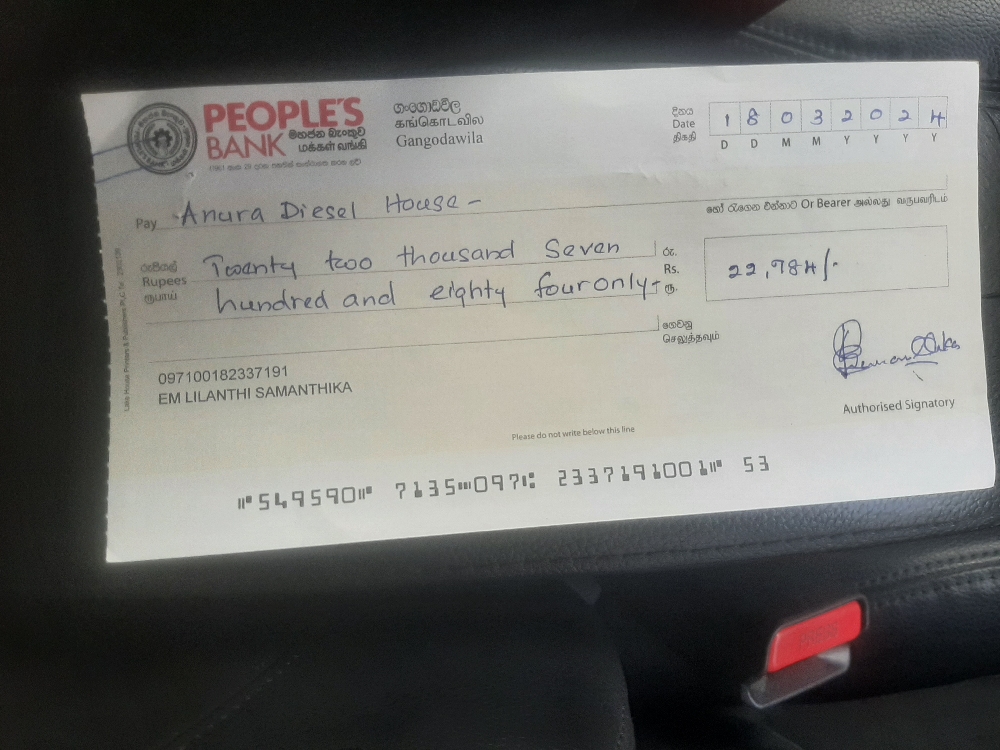 PEOPLE'S
BANK මහජන බැංකුව
மக்கள் வங்கி
ගංගොඩවිල
கங்கொடவில
Gangodawila
දිනය
Date
திகதி
1 8 0 3 2 0 2 4
D D M M Y Y Y Y
Pay Anura Diesel House -
හෝ රැගෙන එන්නාට Or Bearer அல்லது வருபவரிடம்
රුපියල්
Rupees
ரூபாய்
Twenty two thousand Seven
hundred and eighty four only -
රු.
Rs.
ரூ.
22,784/-
ගෙවනු
செலுத்தவும்
097100182337191
EM LILANTHI SAMANTHIKA
Authorised Signatory
Please do not write below this line
⑈549590⑈ 7135⑉097⑆ 2337191001⑈ 53